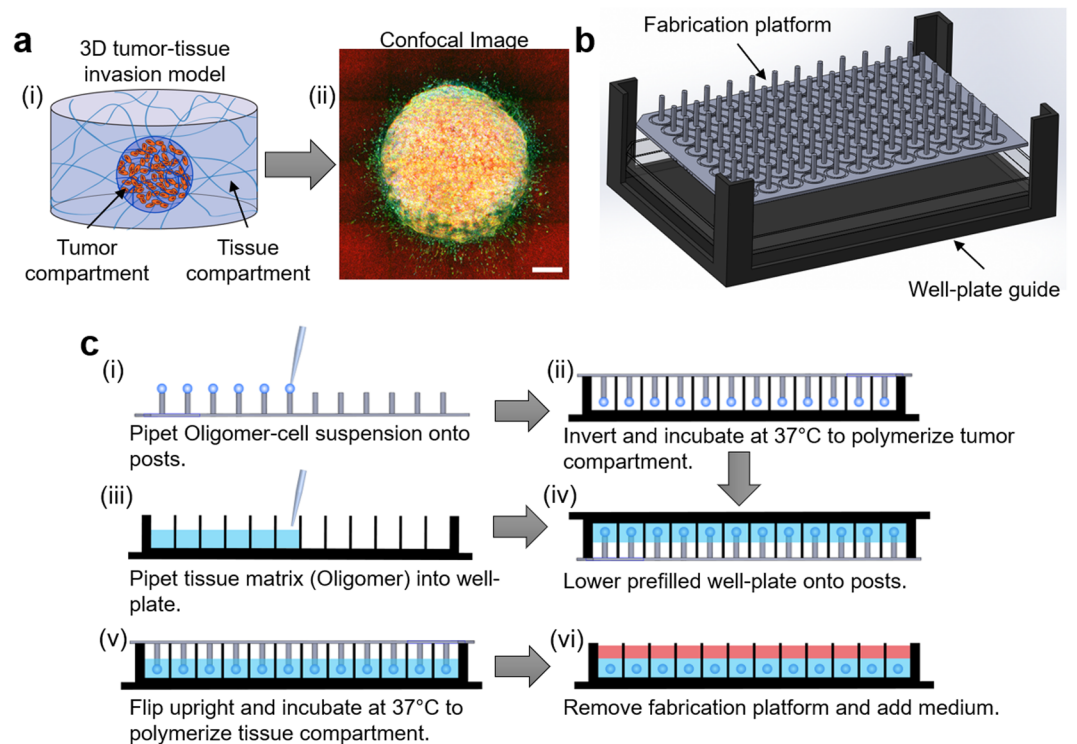 a
3D tumor-tissue
invasion model
(i)
Tumor
compartment
Tissue
compartment
(ii)
Confocal Image
b
Fabrication platform
Well-plate guide
c
(i)
Pipet Oligomer-cell suspension onto
posts.
(ii)
Invert and incubate at 37°C to polymerize tumor
compartment.
(iii)
Pipet tissue matrix (Oligomer) into well-
plate.
(iv)
Lower prefilled well-plate onto posts.
(v)
Flip upright and incubate at 37°C to
polymerize tissue compartment.
(vi)
Remove fabrication platform and add medium.